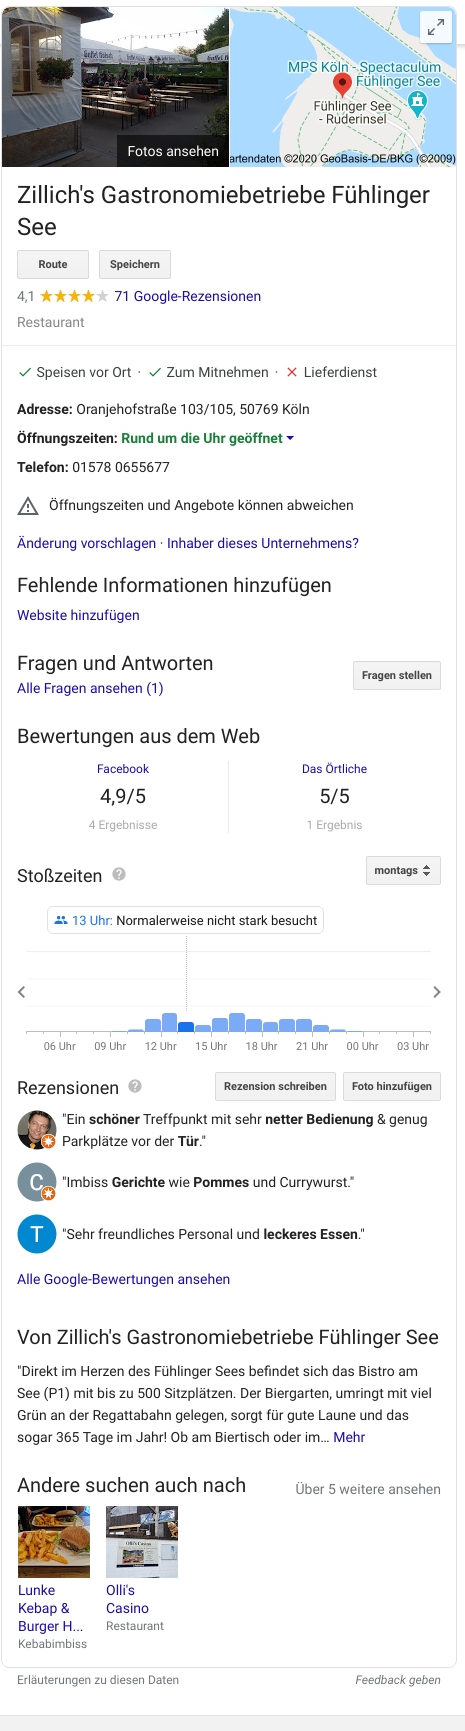 Fotos ansehen
MPS Köln - Spectaculum
Fühlinger See
Fühlinger See
- Ruderinsel
artendaten ©2020 GeoBasis-DE/BKG (©2009)
Zillich's Gastronomiebetriebe Fühlinger
See
Route Speichern
4,1 71 Google-Rezensionen
Restaurant
Speisen vor Ort · Zum Mitnehmen · Lieferdienst
Adresse: Oranjehofstraße 103/105, 50769 Köln
Öffnungszeiten: Rund um die Uhr geöffnet
Telefon: 01578 0655677
Öffnungszeiten und Angebote können abweichen
Änderung vorschlagen · Inhaber dieses Unternehmens?
Fehlende Informationen hinzufügen
Website hinzufügen
Fragen und Antworten
Alle Fragen ansehen (1)
Fragen stellen
Bewertungen aus dem Web
Facebook Das Örtliche
4,9/5 5/5
4 Ergebnisse 1 Ergebnis
Stoßzeiten ? montags
13 Uhr: Normalerweise nicht stark besucht
06 Uhr 09 Uhr 12 Uhr 15 Uhr 18 Uhr 21 Uhr 00 Uhr 03 Uhr
Rezensionen ? Rezension schreiben Foto hinzufügen
"Ein schöner Treffpunkt mit sehr netter Bedienung & genug
Parkplätze vor der Tür."
C "Imbiss Gerichte wie Pommes und Currywurst."
T "Sehr freundliches Personal und leckeres Essen."
Alle Google-Bewertungen ansehen
Von Zillich's Gastronomiebetriebe Fühlinger See
"Direkt im Herzen des Fühlinger Sees befindet sich das Bistro am
See (P1) mit bis zu 500 Sitzplätzen. Der Biergarten, umringt mit viel
Grün an der Regattabahn gelegen, sorgt für gute Laune und das
sogar 365 Tage im Jahr! Ob am Biertisch oder im… Mehr
Andere suchen auch nach Über 5 weitere ansehen
Olli's Casino
Lunke Olli's
Kebap & Casino
Burger H... Restaurant
Kebabimbiss
Erläuterungen zu diesen Daten Feedback geben